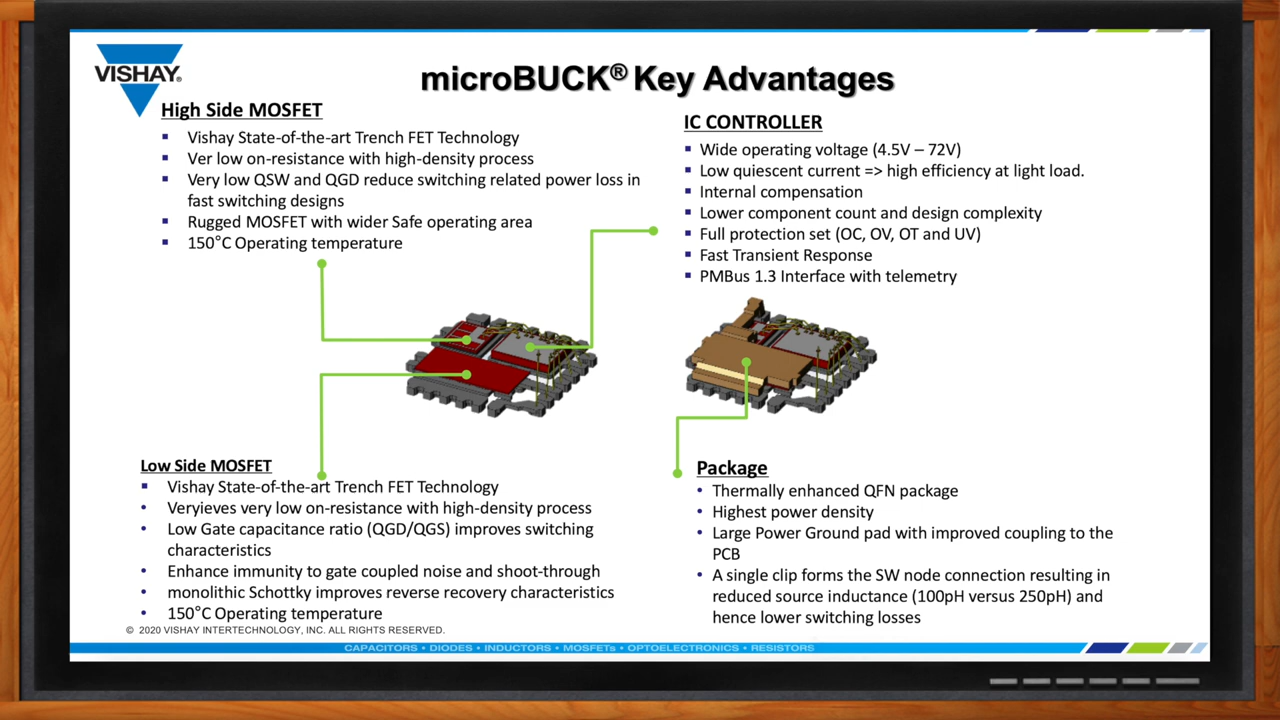 VISHAY®
microBUCK® Key Advantages
High Side MOSFET
▪ Vishay State-of-the-art Trench FET Technology
▪ Ver low on-resistance with high-density process
▪ Very low QSW and QGD reduce switching related power loss in
fast switching designs
▪ Rugged MOSFET with wider Safe operating area
▪ 150°C Operating temperature
IC CONTROLLER
▪ Wide operating voltage (4.5V – 72V)
▪ Low quiescent current => high efficiency at light load.
▪ Internal compensation
▪ Lower component count and design complexity
▪ Full protection set (OC, OV, OT and UV)
▪ Fast Transient Response
▪ PMBus 1.3 Interface with telemetry
Low Side MOSFET
▪ Vishay State-of-the-art Trench FET Technology
• Veryieves very low on-resistance with high-density process
• Low Gate capacitance ratio (QGD/QGS) improves switching
characteristics
• Enhance immunity to gate coupled noise and shoot-through
• monolithic Schottky improves reverse recovery characteristics
• 150°C Operating temperature
Package
• Thermally enhanced QFN package
• Highest power density
• Large Power Ground pad with improved coupling to the
PCB
• A single clip forms the SW node connection resulting in
reduced source inductance (100pH versus 250pH) and
hence lower switching losses
© 2020 VISHAY INTERTECHNOLOGY, INC. ALL RIGHTS RESERVED.
CAPACITORS • DIODES • INDUCTORS • MOSFETs • OPTOELECTRONICS • RESISTORS